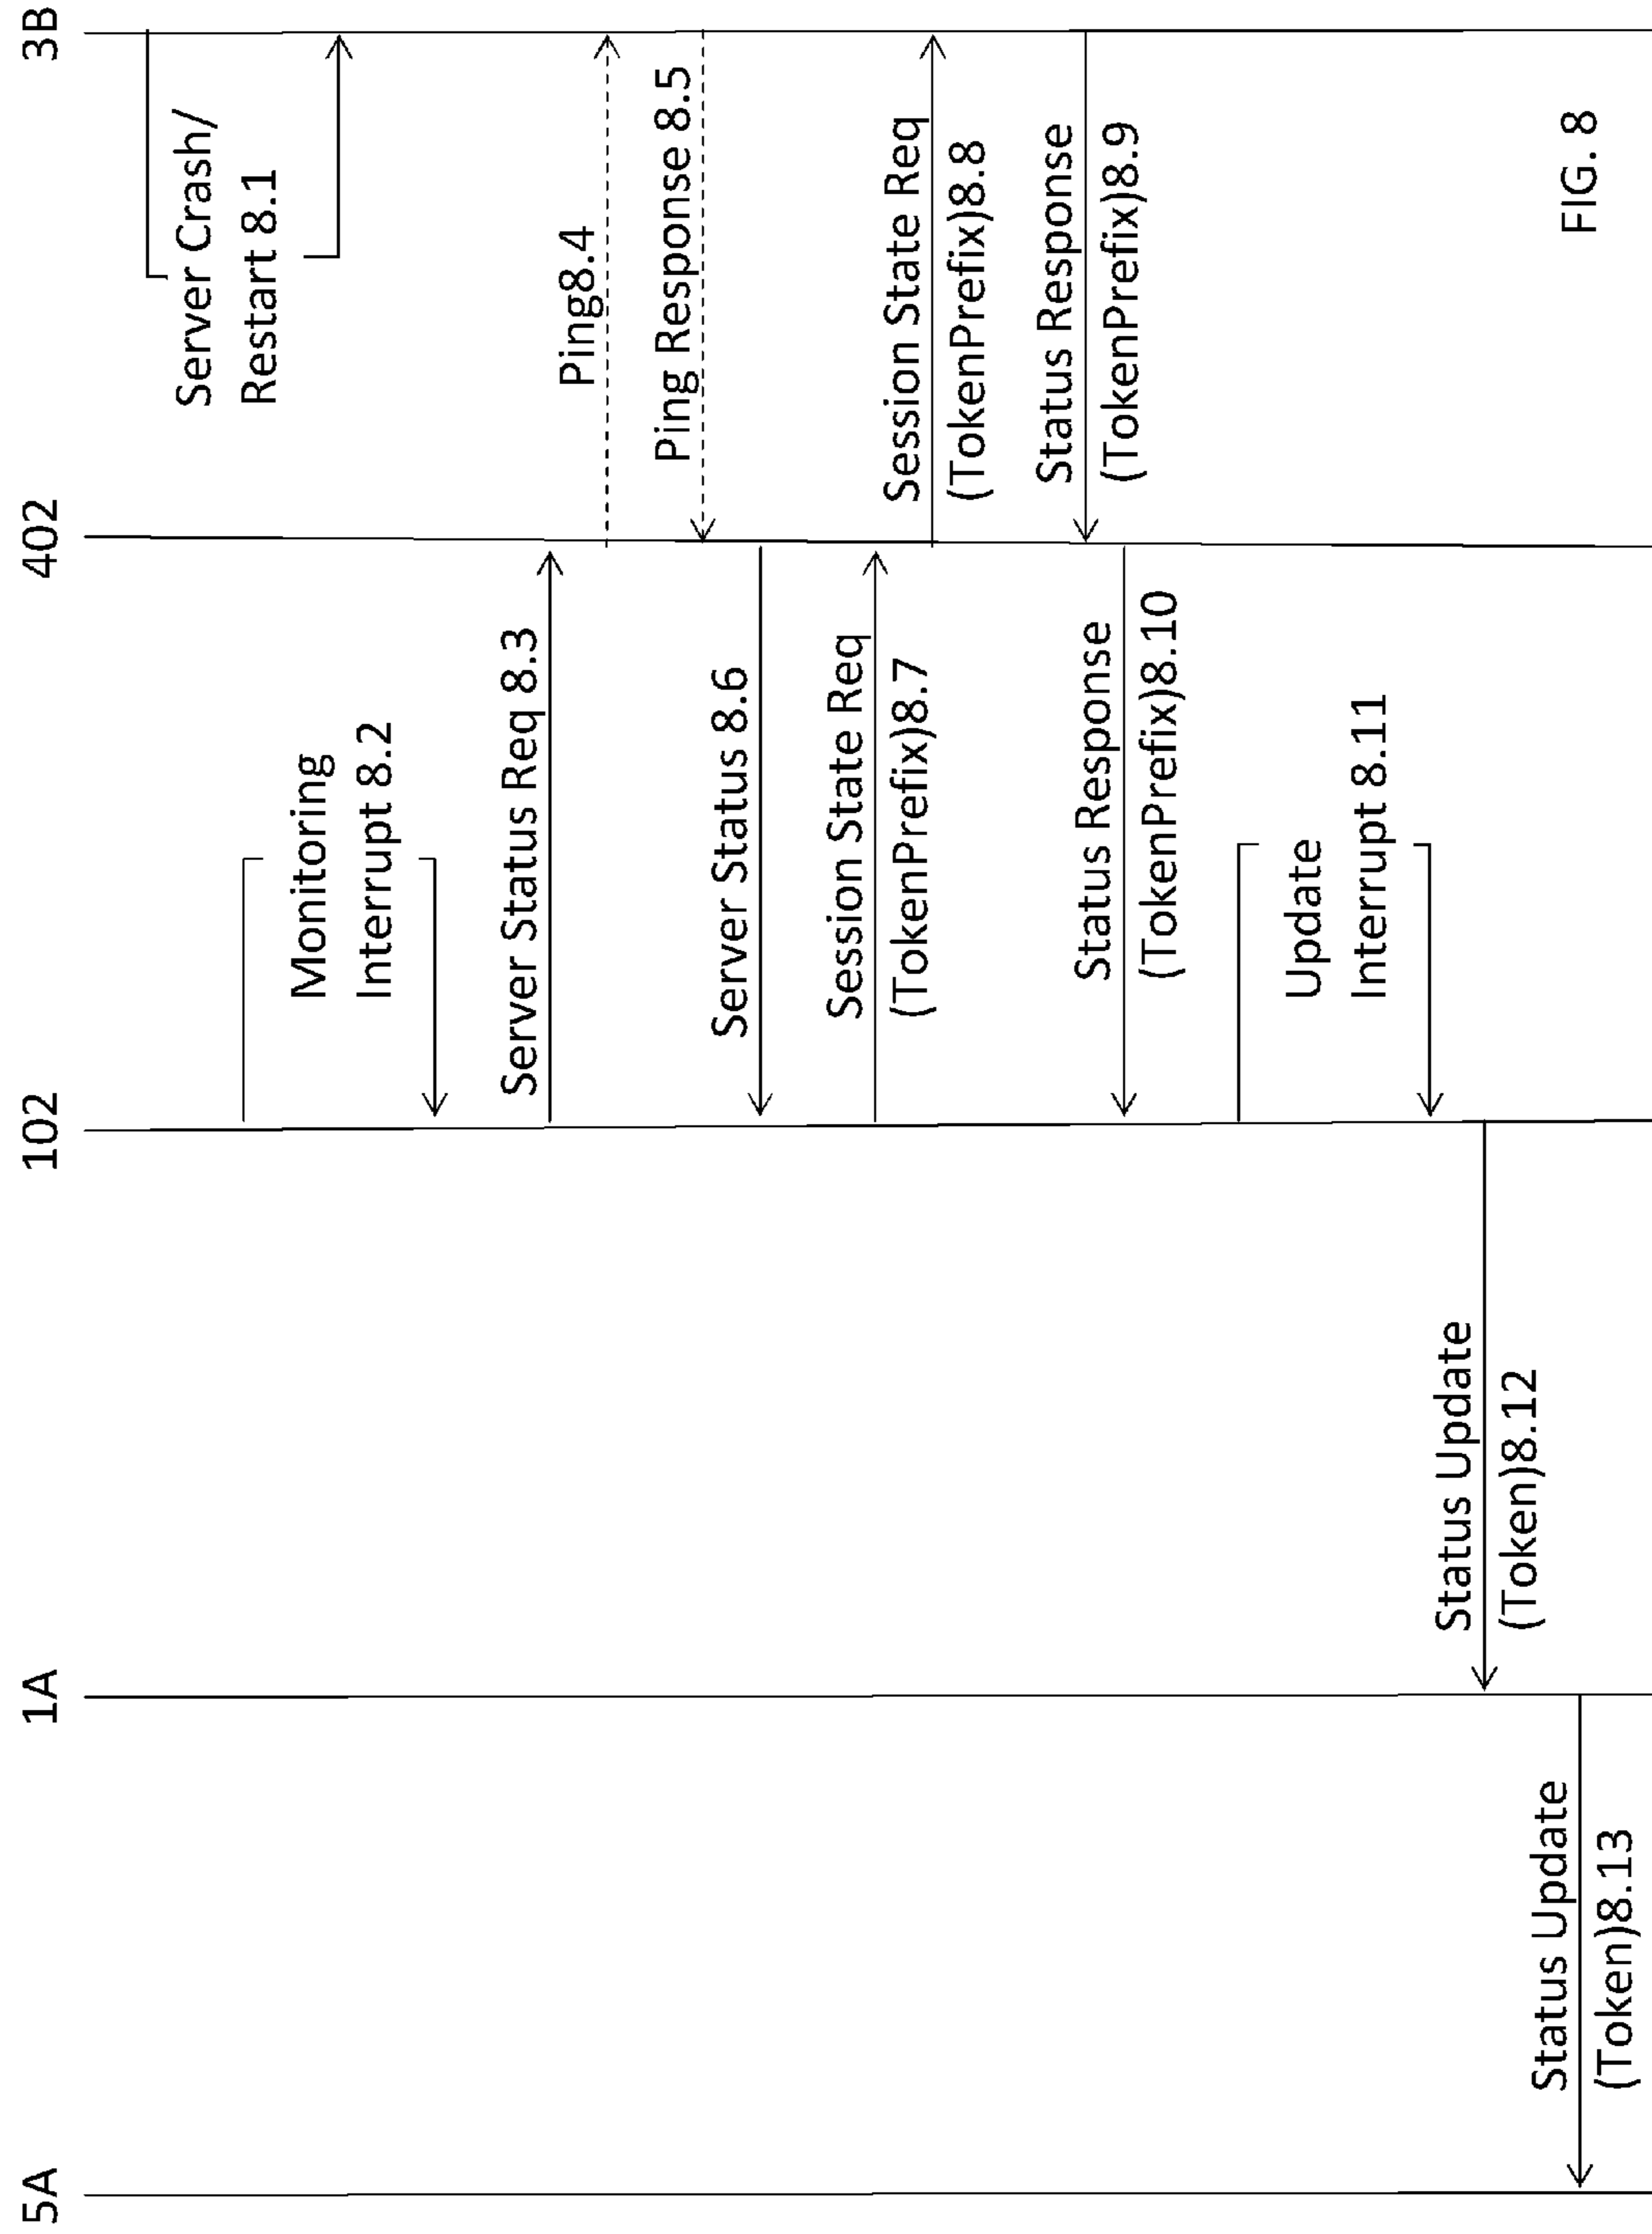 5A
1A
102
402
3B
Server Crash/
Restart 8.1
Monitoring
Interrupt 8.2
Server Status Req 8.3
Ping8.4
Ping Response 8.5
Server Status 8.6
Session State Req
(TokenPrefix)8.7
Session State Req
(TokenPrefix)8.8
Status Response
(TokenPrefix)8.9
Status Response
(TokenPrefix)8.10
Update
Interrupt 8.11
Status Update
(Token)8.12
Status Update
(Token)8.13
FIG. 8